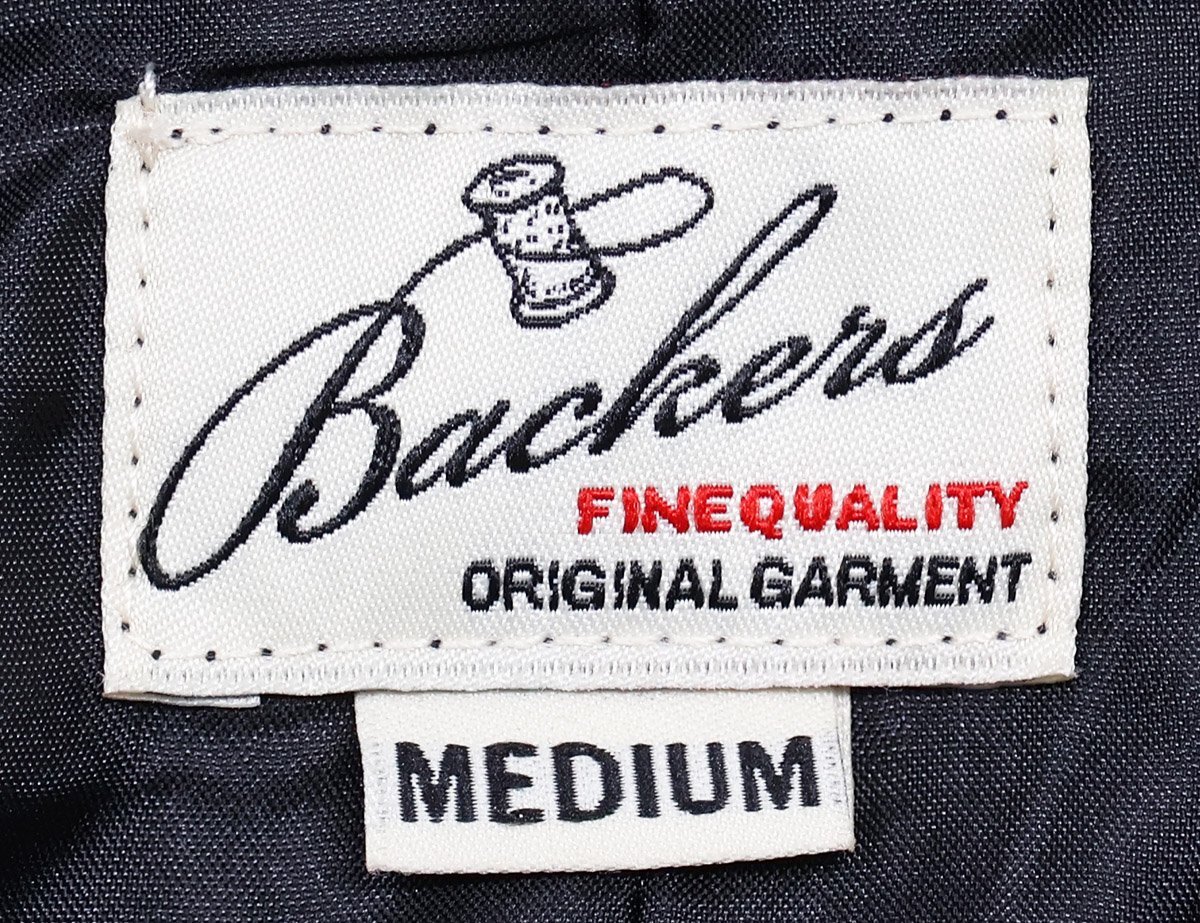 Backers
FINEQUALITY
ORIGINAL GARMENT
MEDIUM